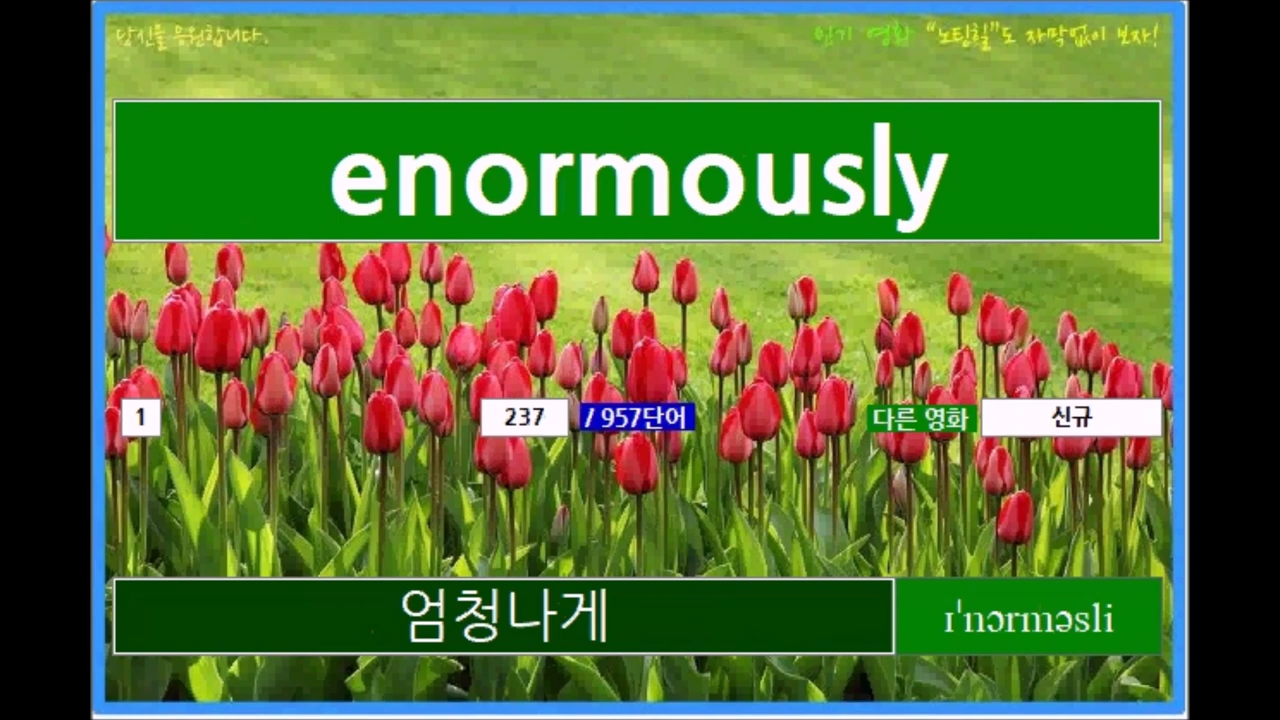 당신을 응원합니다.
인기 영화 “노팅힐”도 자막없이 보자!
enormously
1
237 / 957단어
다른 영화 신규
엄청나게
ɪˈnɔrməsli